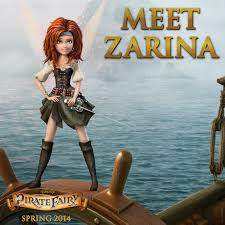 MEET
ZARINA
Disney
THE
PIRATE FAIRY
SPRING 2014